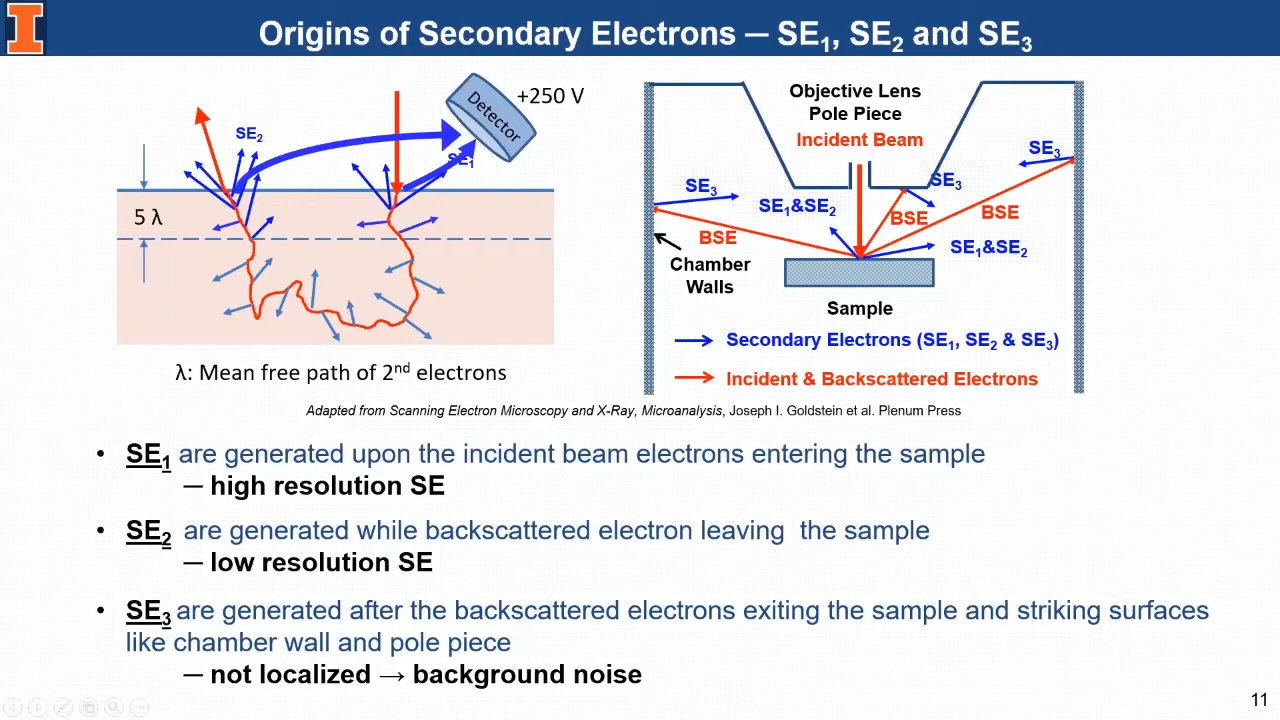 Origins of Secondary Electrons — SE₁, SE₂ and SE₃
SE₂
Detector
+250 V
SE₁
5 λ
λ: Mean free path of 2ⁿᵈ electrons
Objective Lens
Pole Piece
Incident Beam
SE₃
SE₃
SE₃
SE₁&SE₂
BSE
BSE
BSE
SE₁&SE₂
Chamber
Walls
Sample
Secondary Electrons (SE₁, SE₂ & SE₃)
Incident & Backscattered Electrons
Adapted from Scanning Electron Microscopy and X-Ray, Microanalysis, Joseph I. Goldstein et al. Plenum Press
• SE₁ are generated upon the incident beam electrons entering the sample
— high resolution SE
• SE₂ are generated while backscattered electron leaving the sample
— low resolution SE
• SE₃ are generated after the backscattered electrons exiting the sample and striking surfaces
like chamber wall and pole piece
— not localized → background noise
11